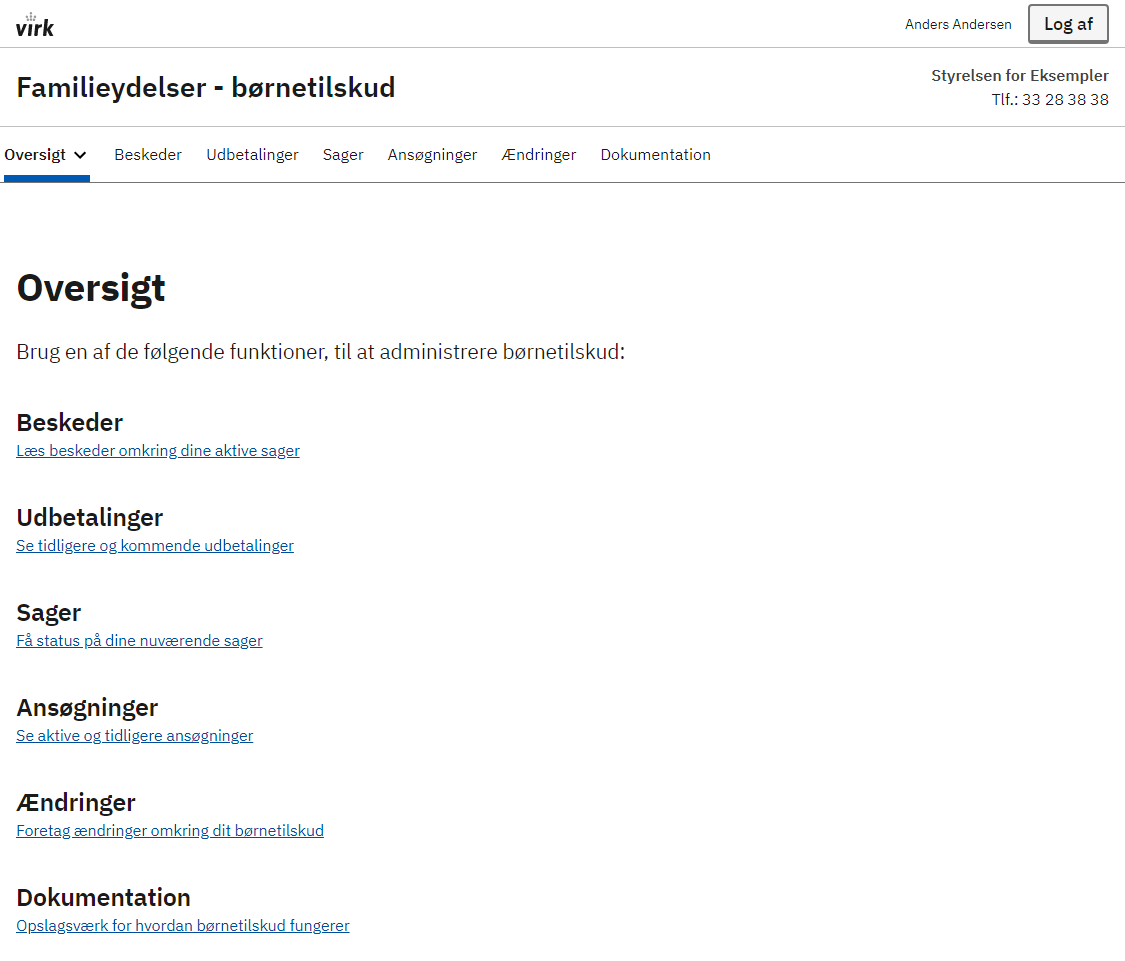 virk
Anders Andersen
Log af
Familieydelser - børnetilskud
Styrelsen for Eksempler
Tlf.: 33 28 38 38
Oversigt Beskeder Udbetalinger Sager Ansøgninger Ændringer Dokumentation
Oversigt
Brug en af de følgende funktioner, til at administrere børnetilskud:
Beskeder
Læs beskeder omkring dine aktive sager
Udbetalinger
Se tidligere og kommende udbetalinger
Sager
Få status på dine nuværende sager
Ansøgninger
Se aktive og tidligere ansøgninger
Ændringer
Foretag ændringer omkring dit børnetilskud
Dokumentation
Opslagsværk for hvordan børnetilskud fungerer